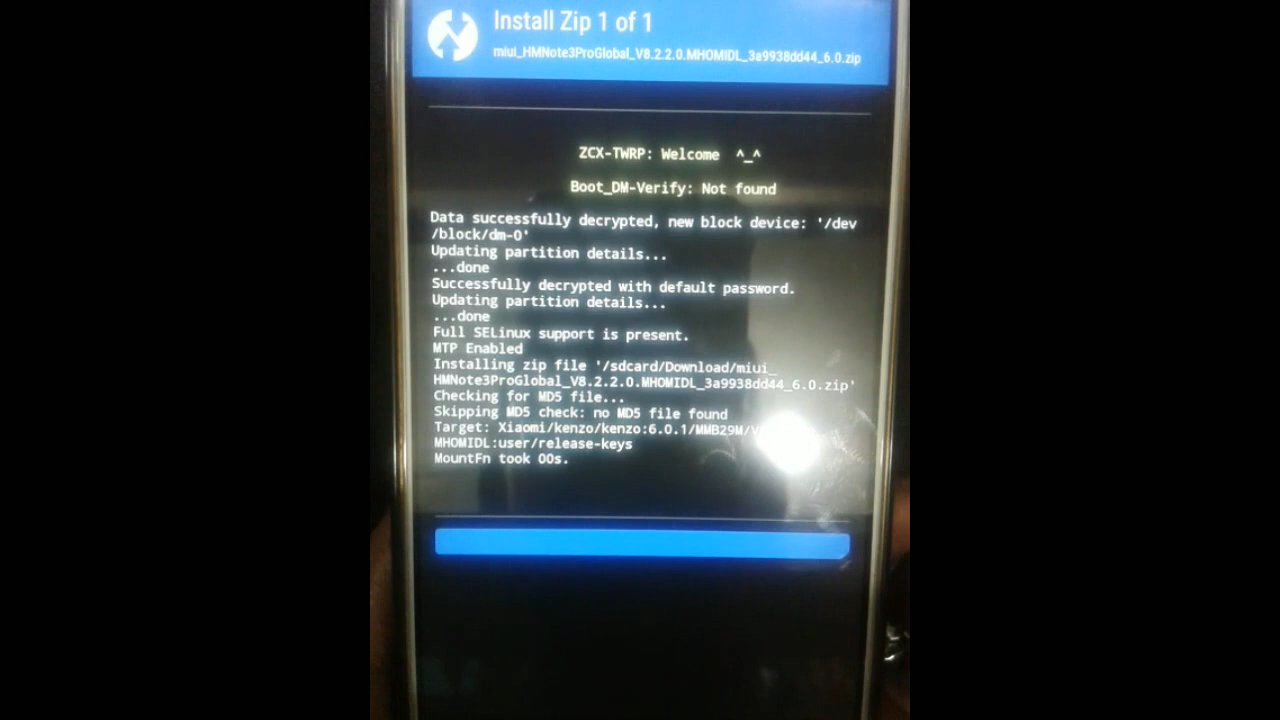 Install Zip 1 of 1
miui_HMNote3ProGlobal_V8.2.2.0.MHOMIDL_3a9938dd44_6.0.zip
ZCX-TWRP: Welcome ^_^
Boot_DM-Verify: Not found
Data successfully decrypted, new block device: '/dev
/block/dm-0'
Updating partition details...
...done
Successfully decrypted with default password.
Updating partition details...
...done
Full SELinux support is present.
MTP Enabled
Installing zip file '/sdcard/Download/miui_
HMNote3ProGlobal_V8.2.2.0.MHOMIDL_3a9938dd44_6.0.zip'
Checking for MD5 file...
Skipping MD5 check: no MD5 file found
Target: Xiaomi/kenzo/kenzo:6.0.1/MMB29M/
MHOMIDL:user/release-keys
MountFn took 00s.